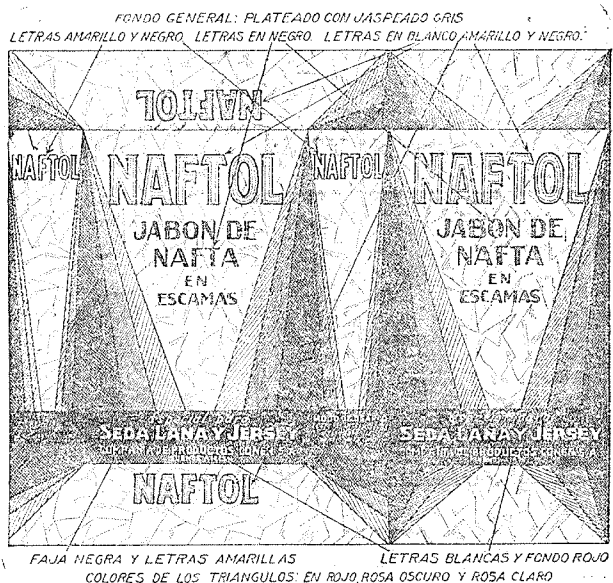 FONDO GENERAL: PLATEADO CON JASPEADO GRIS
LETRAS AMARILLO Y NEGRO. LETRAS EN NEGRO. LETRAS EN BLANCO AMARILLO Y NEGRO.
NAFTOL
NAFTOL NAFTOL NAFTOL NAFTOL
JABON DE JABON DE
NAFTA NAFTA
EN EN
ESCAMAS ESCAMAS
SEDA LANA Y JERSEY SEDA LANA Y JERSEY
COMPAÑIA DE PRODUCTOS
NAFTOL
FAJA NEGRA Y LETRAS AMARILLAS LETRAS BLANCAS Y FONDO ROJO
COLORES DE LOS TRIANGULOS: EN ROJO, ROSA OSCURO Y ROSA CLARO